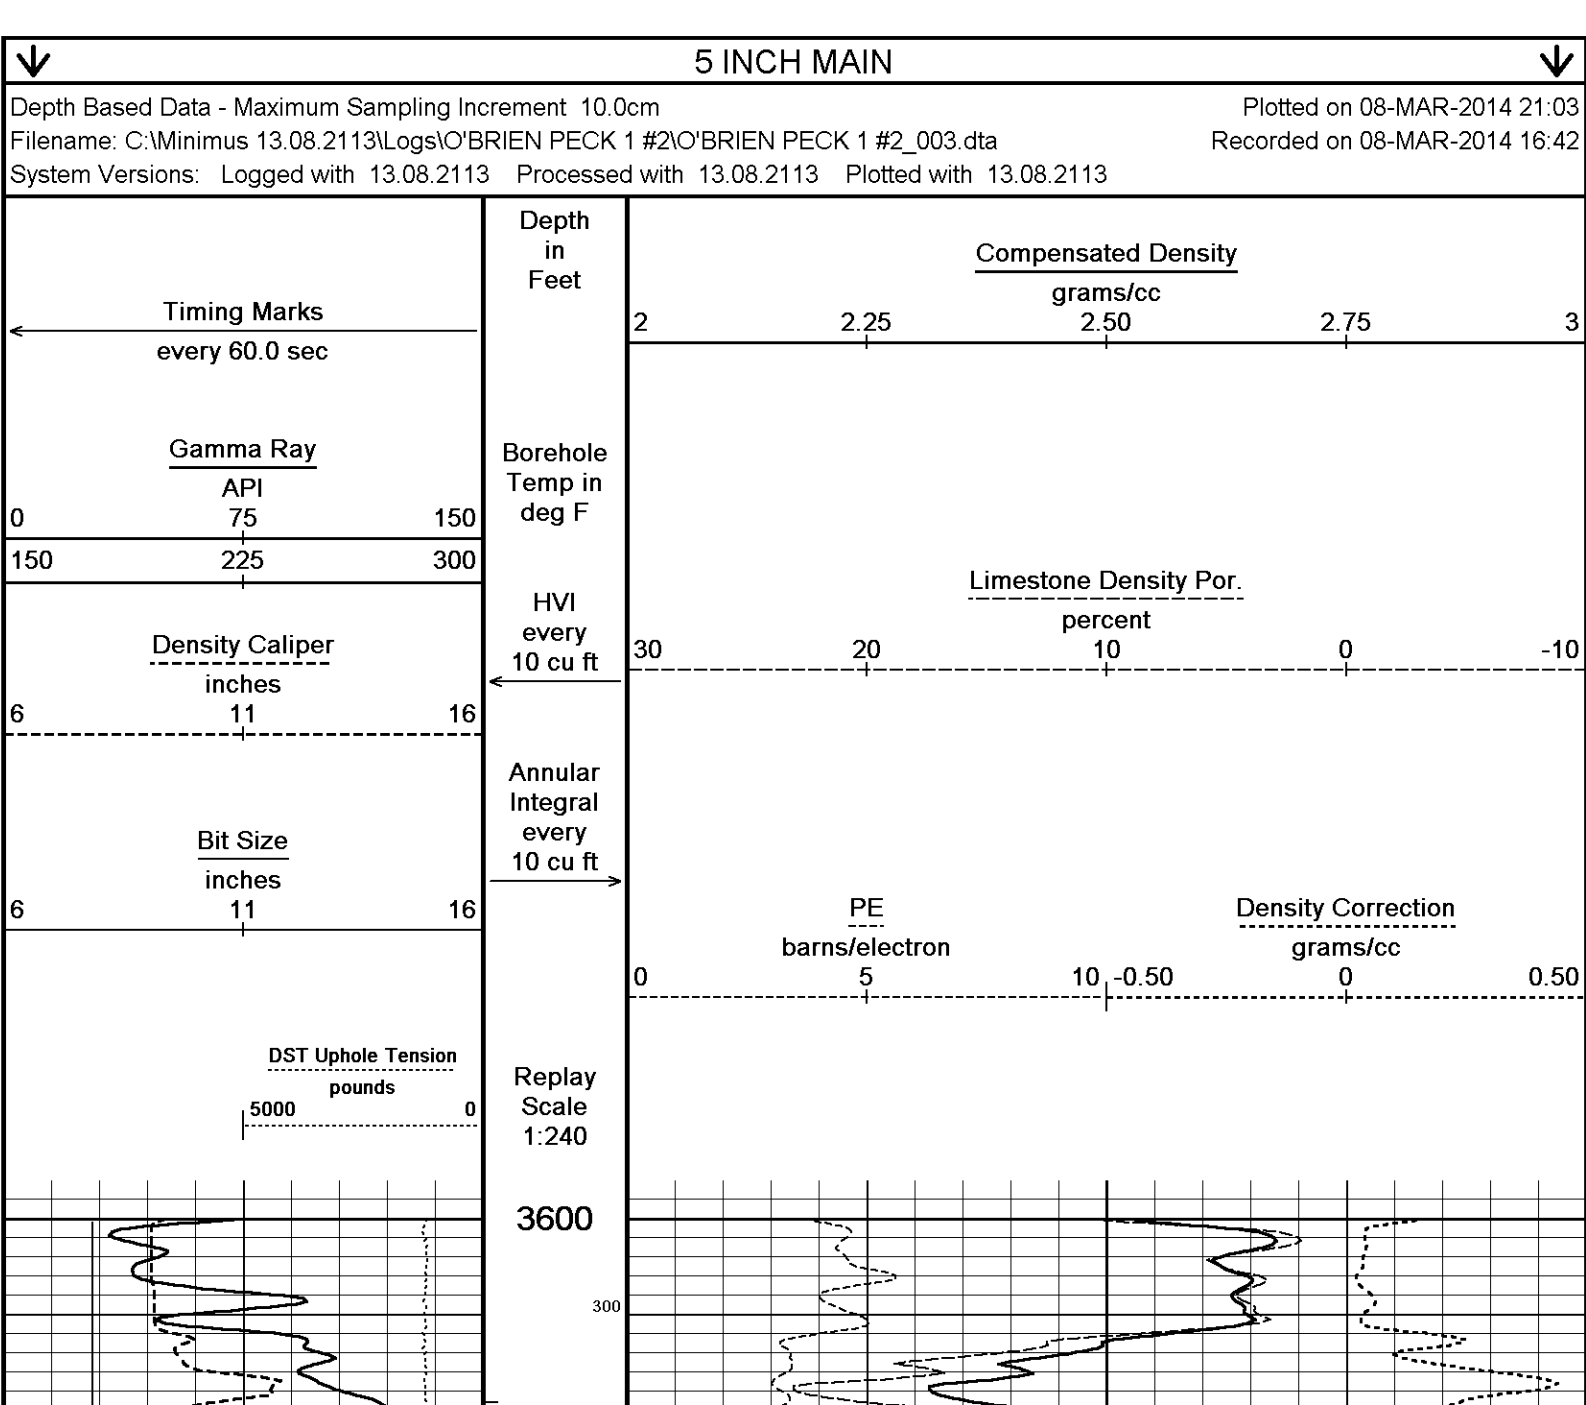 5 INCH MAIN
Depth Based Data - Maximum Sampling Increment 10.0cm
Plotted on 08-MAR-2014 21:03
Filename: C:\Minimus 13.08.2113\Logs\O'BRIEN PECK 1 #2\O'BRIEN PECK 1 #2_003.dta
Recorded on 08-MAR-2014 16:42
System Versions: Logged with 13.08.2113 Processed with 13.08.2113 Plotted with 13.08.2113
Timing Marks
every 60.0 sec
Gamma Ray
API
0 75 150
150 225 300
Density Caliper
inches
6 11 16
Bit Size
inches
6 11 16
DST Uphole Tension
pounds
5000 0
Depth
in
Feet
Borehole
Temp in
deg F
HVI
every
10 cu ft
Annular
Integral
every
10 cu ft
Replay
Scale
1:240
3600
300
Compensated Density
grams/cc
2 2.25 2.50 2.75 3
Limestone Density Por.
percent
30 20 10 0 -10
PE
barns/electron
0 5 10
Density Correction
grams/cc
-0.50 0 0.50